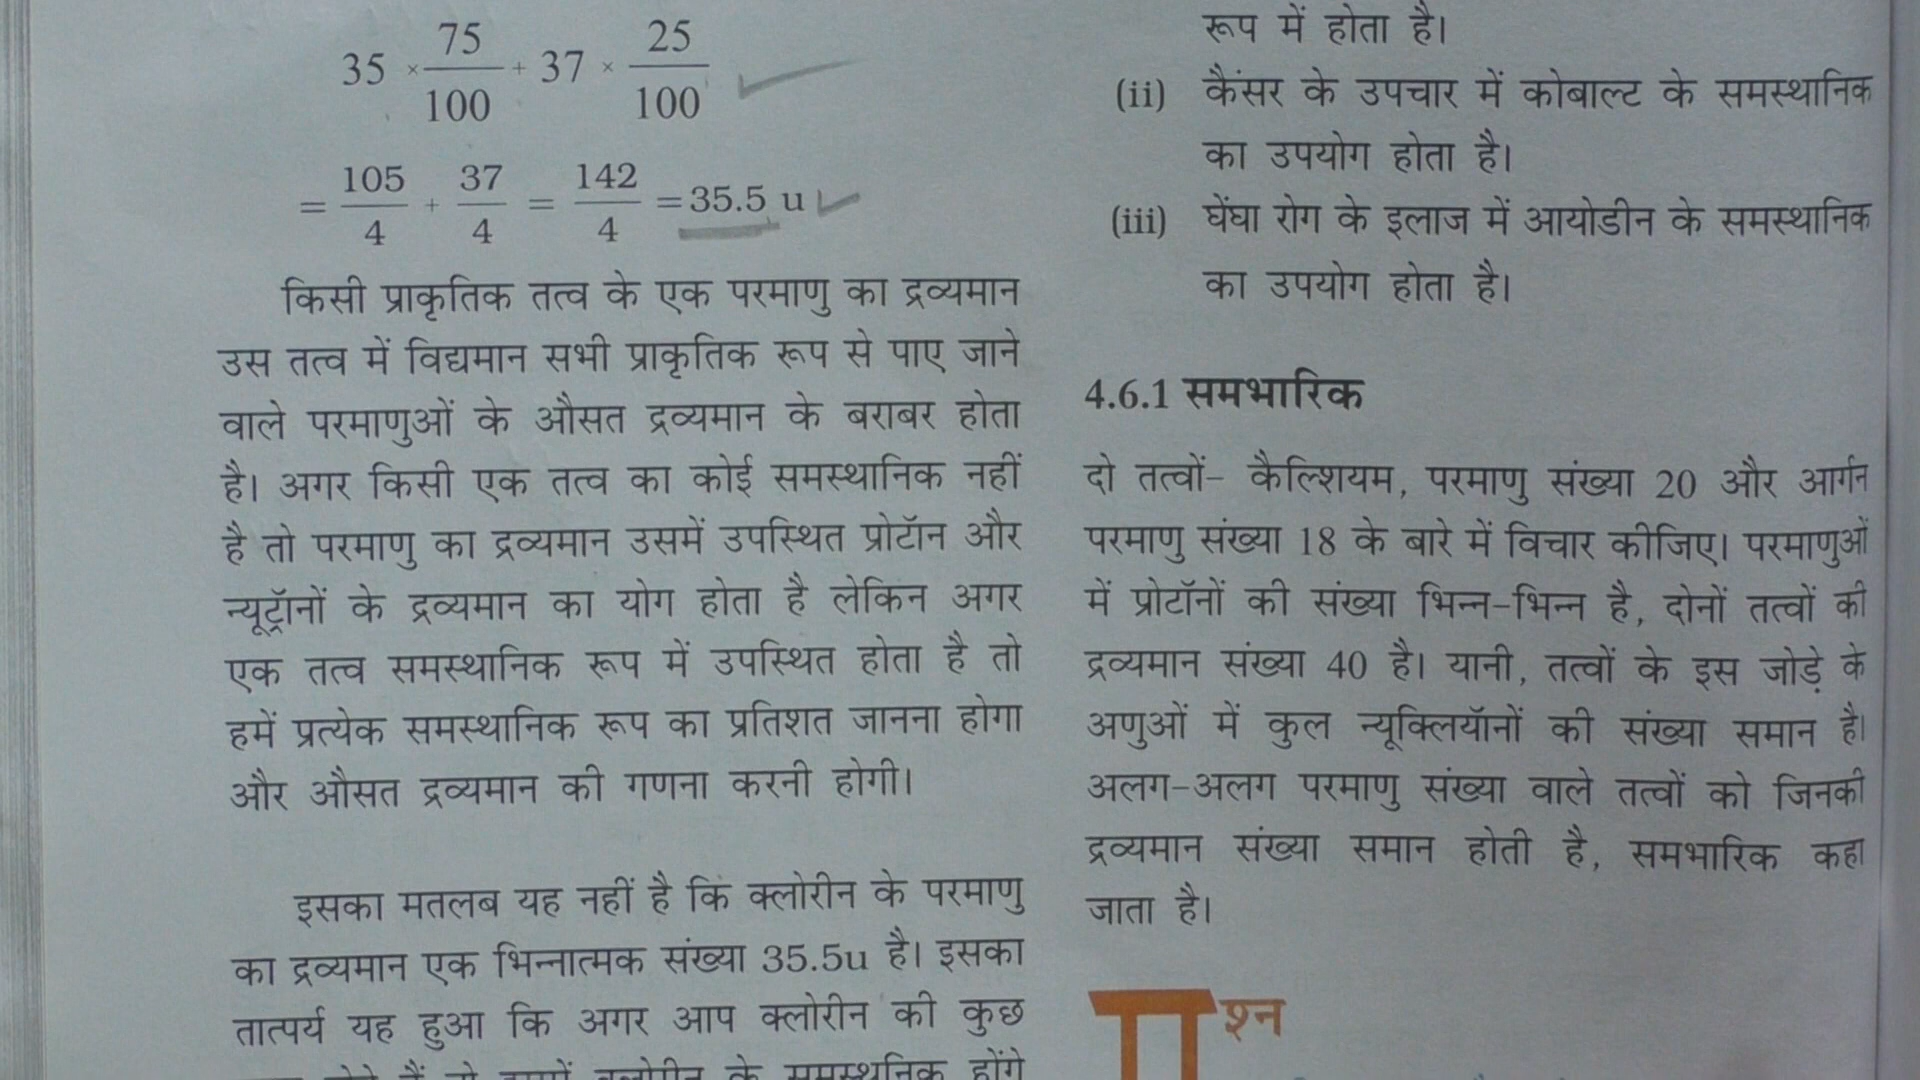 35 × 75/100 + 37 × 25/100
= 105/4 + 37/4 = 142/4 = 35.5 u
किसी प्राकृतिक तत्व के एक परमाणु का द्रव्यमान
उस तत्व में विद्यमान सभी प्राकृतिक रूप से पाए जाने
वाले परमाणुओं के औसत द्रव्यमान के बराबर होता
है। अगर किसी एक तत्व का कोई समस्थानिक नहीं
है तो परमाणु का द्रव्यमान उसमें उपस्थित प्रोटॉन और
न्यूट्रॉनों के द्रव्यमान का योग होता है लेकिन अगर
एक तत्व समस्थानिक रूप में उपस्थित होता है तो
हमें प्रत्येक समस्थानिक रूप का प्रतिशत जानना होगा
और औसत द्रव्यमान की गणना करनी होगी।
इसका मतलब यह नहीं है कि क्लोरीन के परमाणु
का द्रव्यमान एक भिन्नात्मक संख्या 35.5u है। इसका
तात्पर्य यह हुआ कि अगर आप क्लोरीन की कुछ
क्लोरीन के समस्थनिक होंगे
रूप में होता है।
(ii) कैंसर के उपचार में कोबाल्ट के समस्थानिक
का उपयोग होता है।
(iii) घेंघा रोग के इलाज में आयोडीन के समस्थानिक
का उपयोग होता है।
4.6.1 समभारिक
दो तत्वों- कैल्शियम, परमाणु संख्या 20 और आर्गन
परमाणु संख्या 18 के बारे में विचार कीजिए। परमाणुओं
में प्रोटॉनों की संख्या भिन्न-भिन्न है, दोनों तत्वों की
द्रव्यमान संख्या 40 है। यानी, तत्वों के इस जोड़े के
अणुओं में कुल न्यूक्लियॉनों की संख्या समान है।
अलग-अलग परमाणु संख्या वाले तत्वों को जिनकी
द्रव्यमान संख्या समान होती है, समभारिक कहा
जाता है।
श्न